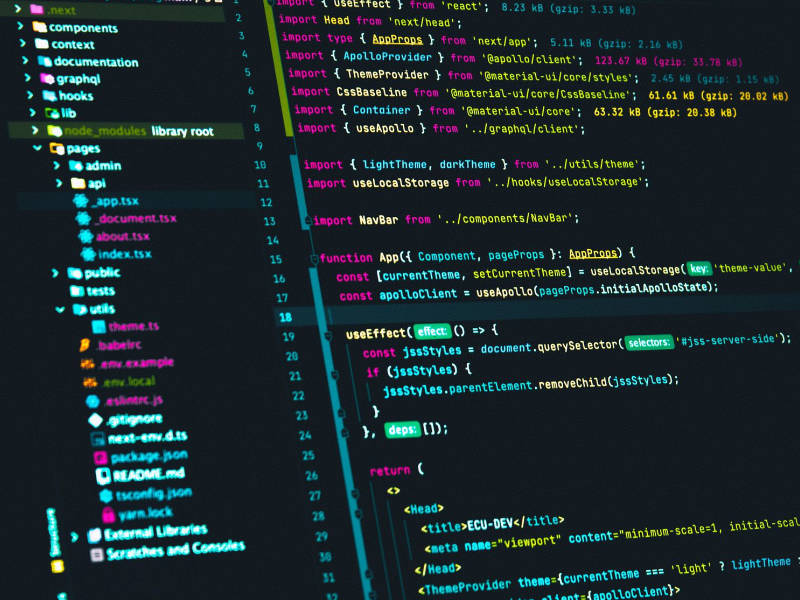 .next
components
context
documentation
graphql
hooks
lib
node_modules library root
pages
admin
api
_app.tsx
_document.tsx
about.tsx
index.tsx
public
tests
utils
theme.ts
.babelrc
.env.example
.env.local
.eslintrc.js
.gitignore
next-env.d.ts
package.json
README.md
tsconfig.json
yarn.lock
External Libraries
Scratches and Consoles
Structure
import { useEffect } from 'react'; 8.23 kB (gzip: 3.33 kB)
2 import Head from 'next/head';
3 import type { AppProps } from 'next/app'; 5.11 kB (gzip: 2.16 kB)
4 import { ApolloProvider } from '@apollo/client'; 123.67 kB (gzip: 33.78 kB)
5 import { ThemeProvider } from '@material-ui/core/styles'; 2.45 kB (gzip: 1.15 kB)
6 import CssBaseline from '@material-ui/core/CssBaseline'; 61.61 kB (gzip: 20.02 kB)
7 import { Container } from '@material-ui/core'; 63.32 kB (gzip: 20.38 kB)
8 import { useApollo } from '../graphql/client';
9
10 import { lightTheme, darkTheme } from '../utils/theme';
11 import useLocalStorage from '../hooks/useLocalStorage';
12
13 import NavBar from '../components/NavBar';
14
15 function App({ Component, pageProps }: AppProps) {
16 const [currentTheme, setCurrentTheme] = useLocalStorage( key: 'theme-value',
17 const apolloClient = useApollo(pageProps.initialApolloState);
18
19 useEffect( effect: () => {
20 const jssStyles = document.querySelector( selectors: '#jss-server-side');
21 if (jssStyles) {
22 jssStyles.parentElement.removeChild(jssStyles);
23 }
24 }, deps: []);
25
26 return (
27 <>
28 <Head>
29 <title>ECU-DEV</title>
30 <meta name="viewport" content="minimum-scale=1, initial-scal
31 </Head>
<ThemeProvider theme={currentTheme === 'light' ? lightTheme :
client={apolloClient}>